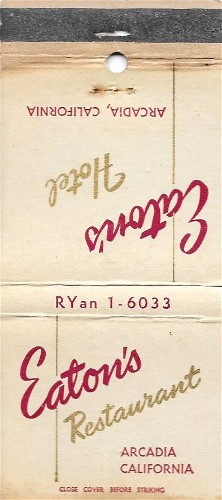 ARCADIA, CALIFORNIA
Eaton's
Hotel
RYan 1-6033
Eaton's
Restaurant
ARCADIA
CALIFORNIA
CLOSE COVER BEFORE STRIKING